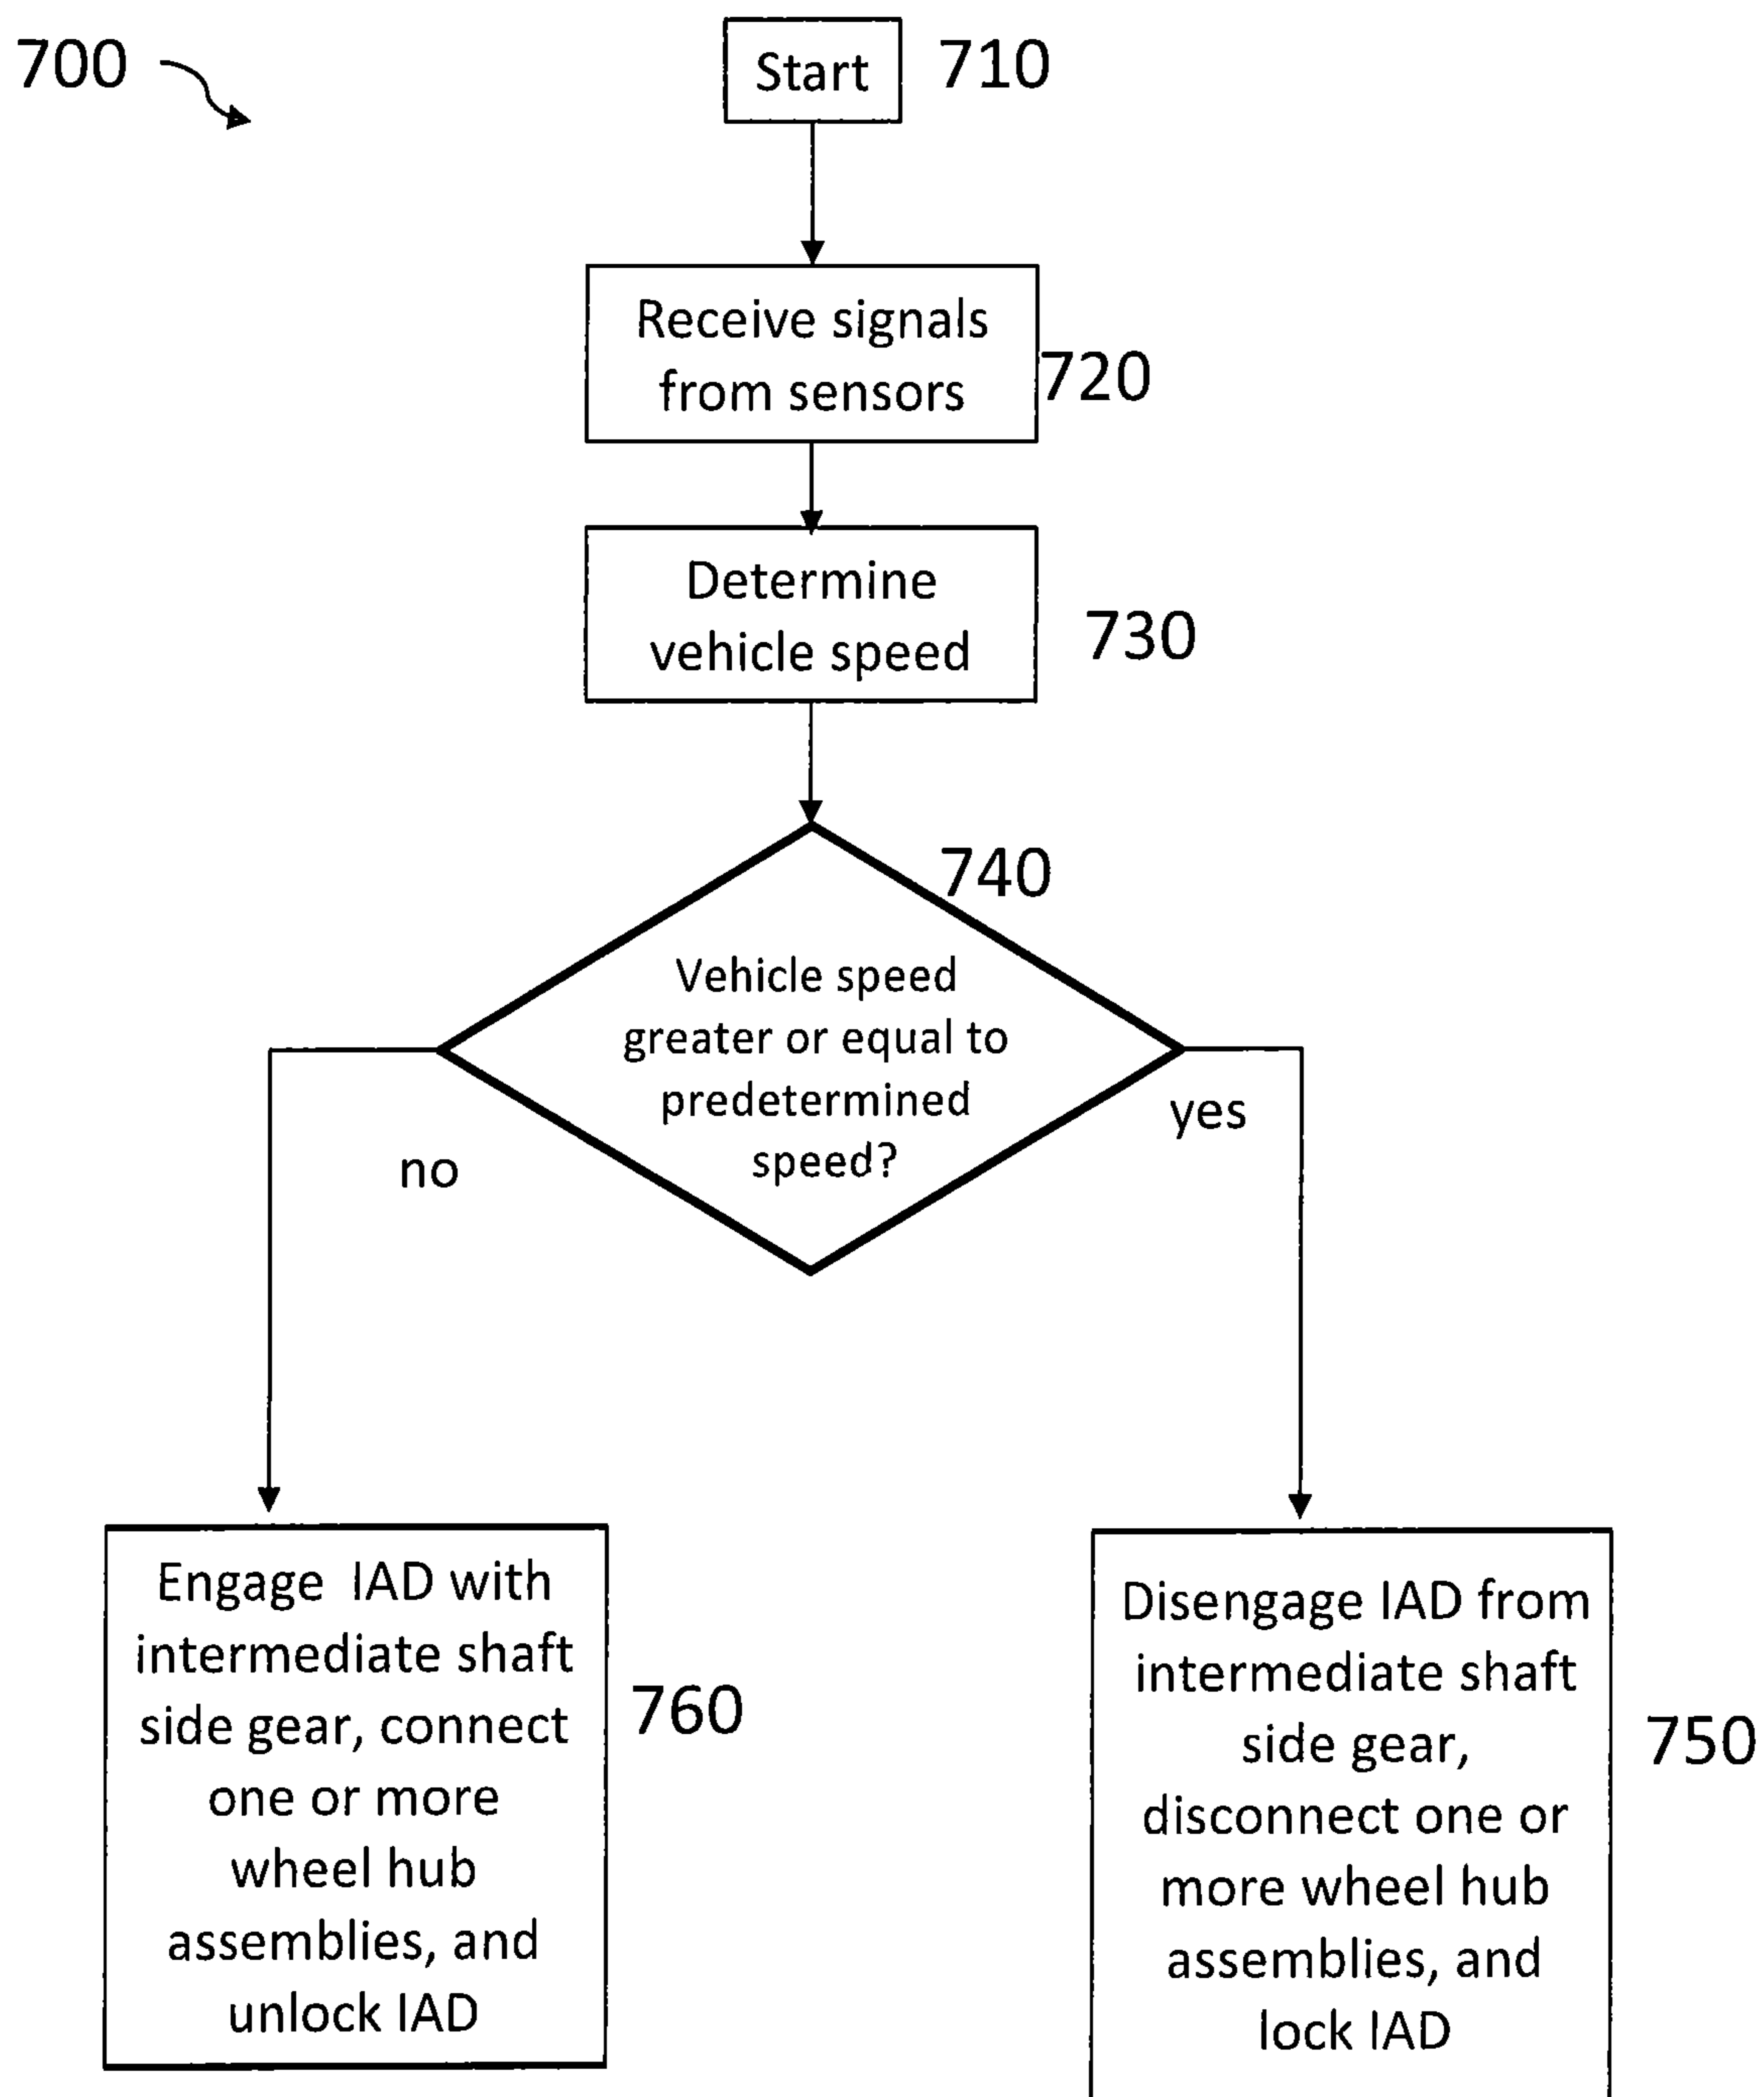 700
Start
710
Receive signals
from sensors
720
Determine
vehicle speed
730
740
Vehicle speed
greater or equal to
predetermined
speed?
no
yes
Engage IAD with
intermediate shaft
side gear, connect
one or more
wheel hub
assemblies, and
unlock IAD
760
Disengage IAD from
intermediate shaft
side gear,
disconnect one or
more wheel hub
assemblies, and
lock IAD
750